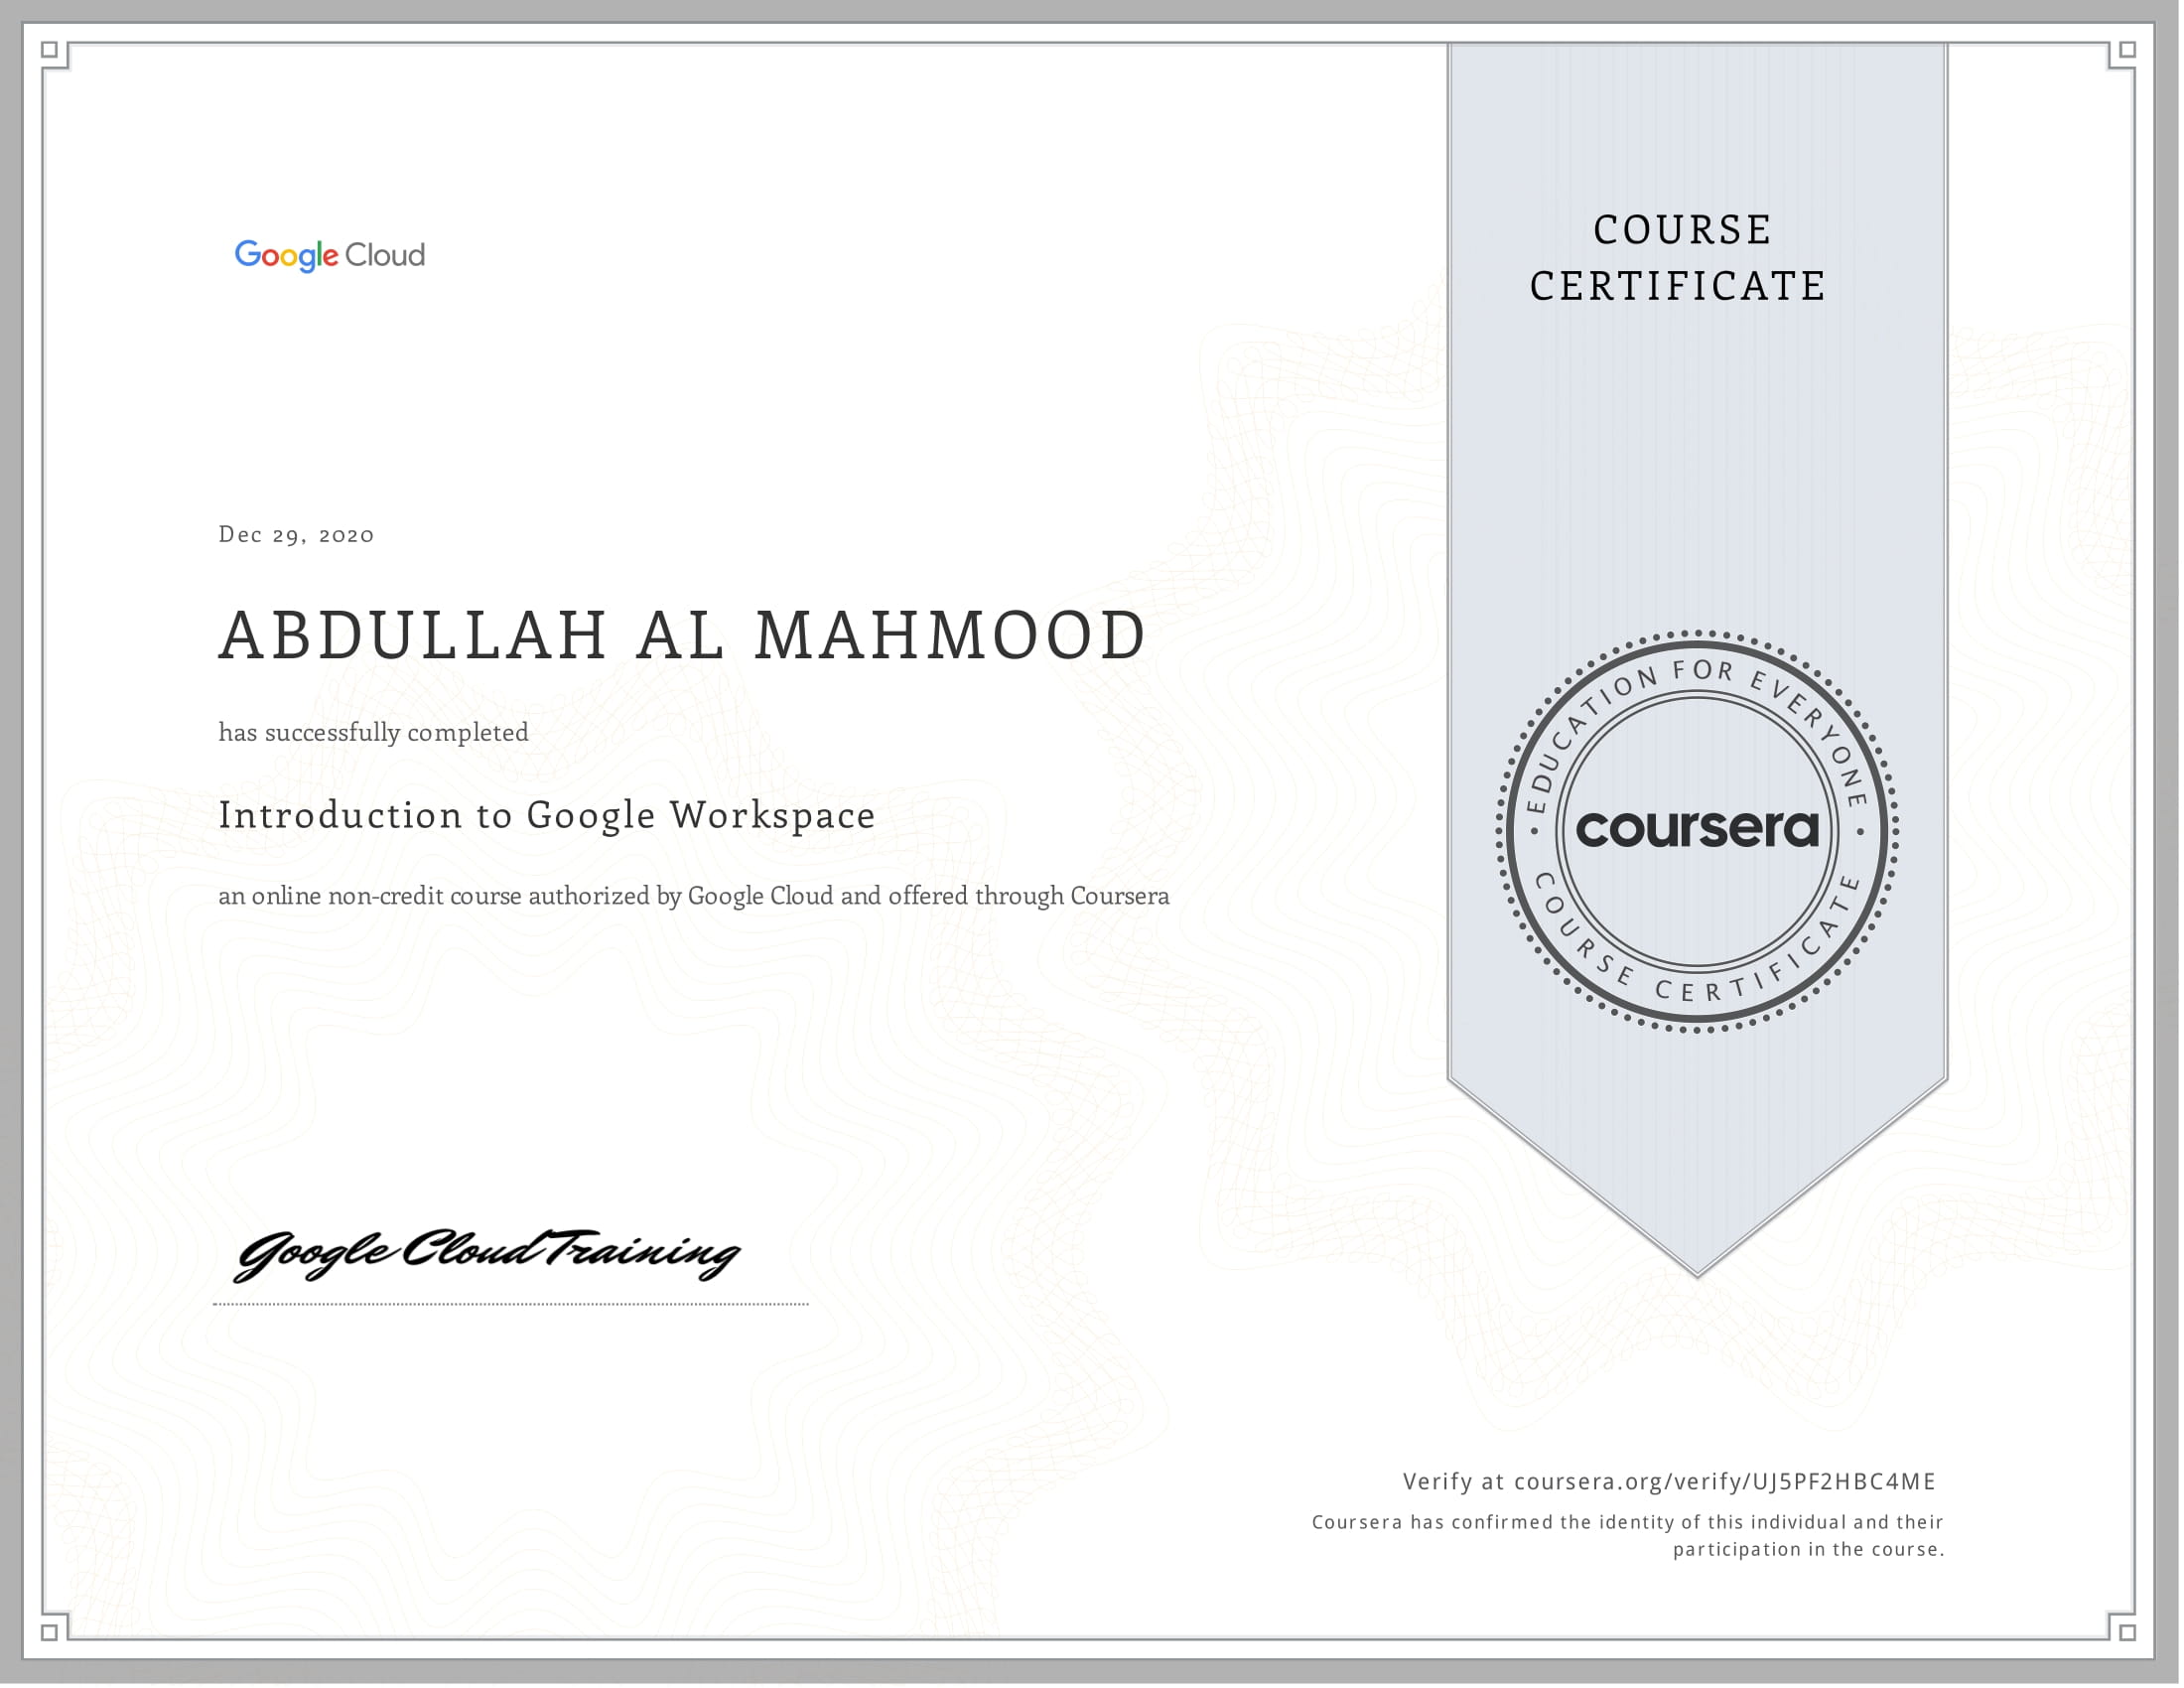 Google Cloud
COURSE
CERTIFICATE
Dec 29, 2020
ABDULLAH AL MAHMOOD
has successfully completed
Introduction to Google Workspace
an online non-credit course authorized by Google Cloud and offered through Coursera
EDUCATION FOR EVERYONE
coursera
COURSE CERTIFICATE
Google Cloud Training
Verify at coursera.org/verify/UJ5PF2HBC4ME
Coursera has confirmed the identity of this individual and their
participation in the course.